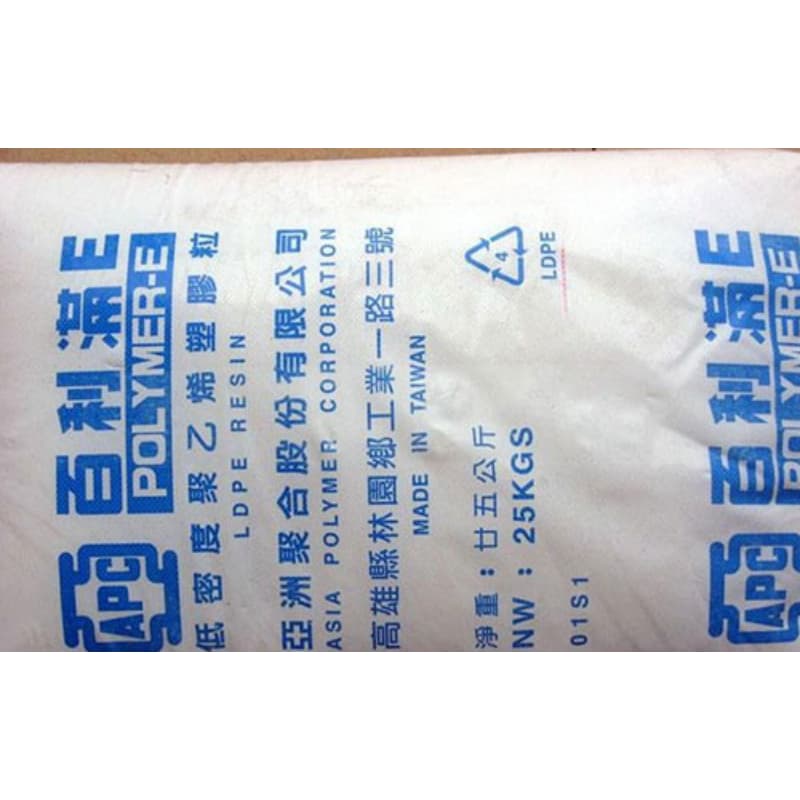 APC 百利滿E
POLYMER-E
低密度聚乙烯塑膠粒
LDPE RESIN
亞洲聚合股份有限公司
ASIA POLYMER CORPORATION
高雄縣林園鄉工業一路三號
MADE IN TAIWAN
4
LDPE
淨重：廿五公斤
NW：25KGS
01S1
APC 百利滿E
POLYMER-E